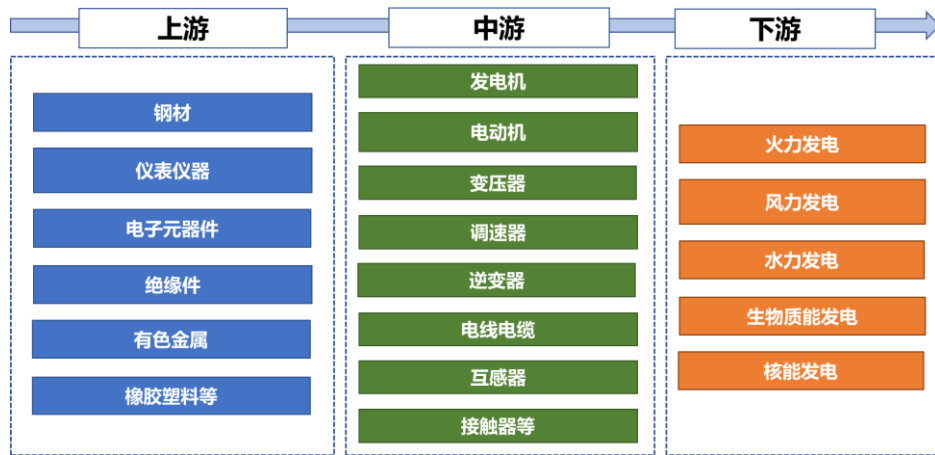 上游
中游
下游
钢材
仪表仪器
电子元器件
绝缘件
有色金属
橡胶塑料等
发电机
电动机
变压器
调速器
逆变器
电线电缆
互感器
接触器等
火力发电
风力发电
水力发电
生物质能发电
核能发电